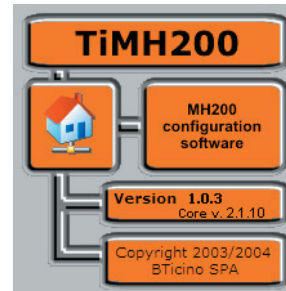 TiMH200
MH200
configuration
software
Version 1.0.3
Core v. 2.1.10
Copyright 2003/2004
BTicino SPA